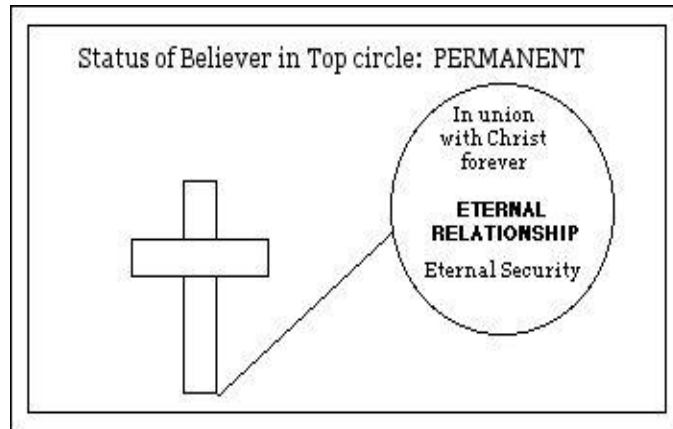 Status of Believer in Top circle: PERMANENT
In union
with Christ
forever
ETERNAL
RELATIONSHIP
Eternal Security